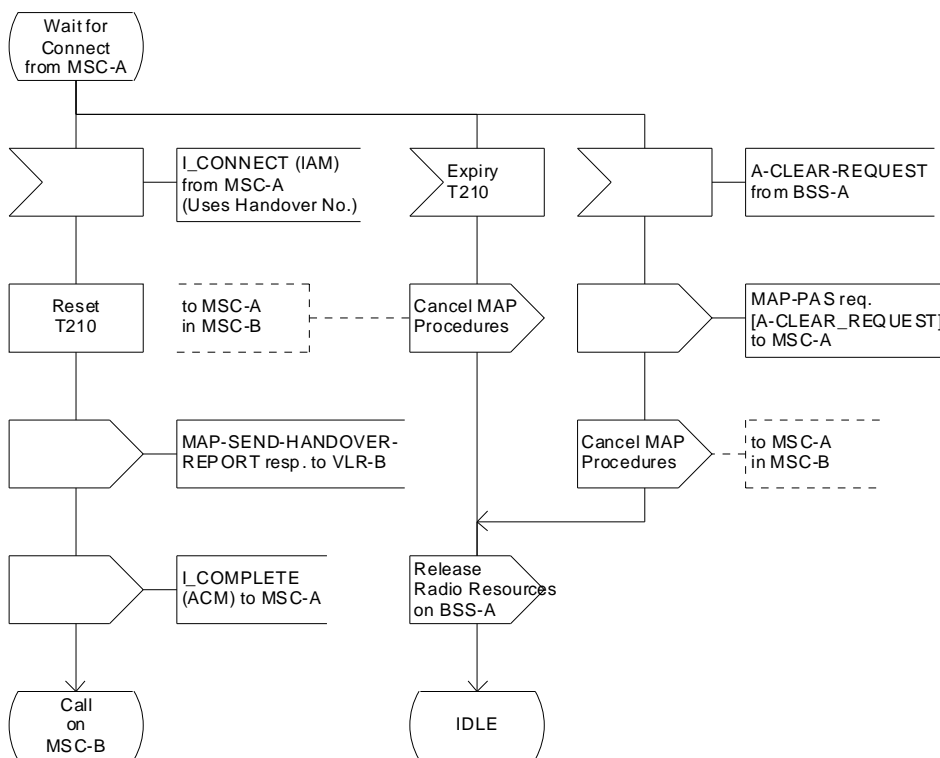 Wait for
Connect
from MSC-A
I_CONNECT (IAM)
from MSC-A
(Uses Handover No.)
Expiry
T210
A-CLEAR-REQUEST
from BSS-A
Reset
T210
to MSC-A
in MSC-B
Cancel MAP
Procedures
MAP-PAS req.
[A-CLEAR_REQUEST]
to MSC-A
MAP-SEND-HANDOVER-
REPORT resp. to VLR-B
Cancel MAP
Procedures
to MSC-A
in MSC-B
I_COMPLETE
(ACM) to MSC-A
Release
Radio Resources
on BSS-A
Call
on
MSC-B
IDLE